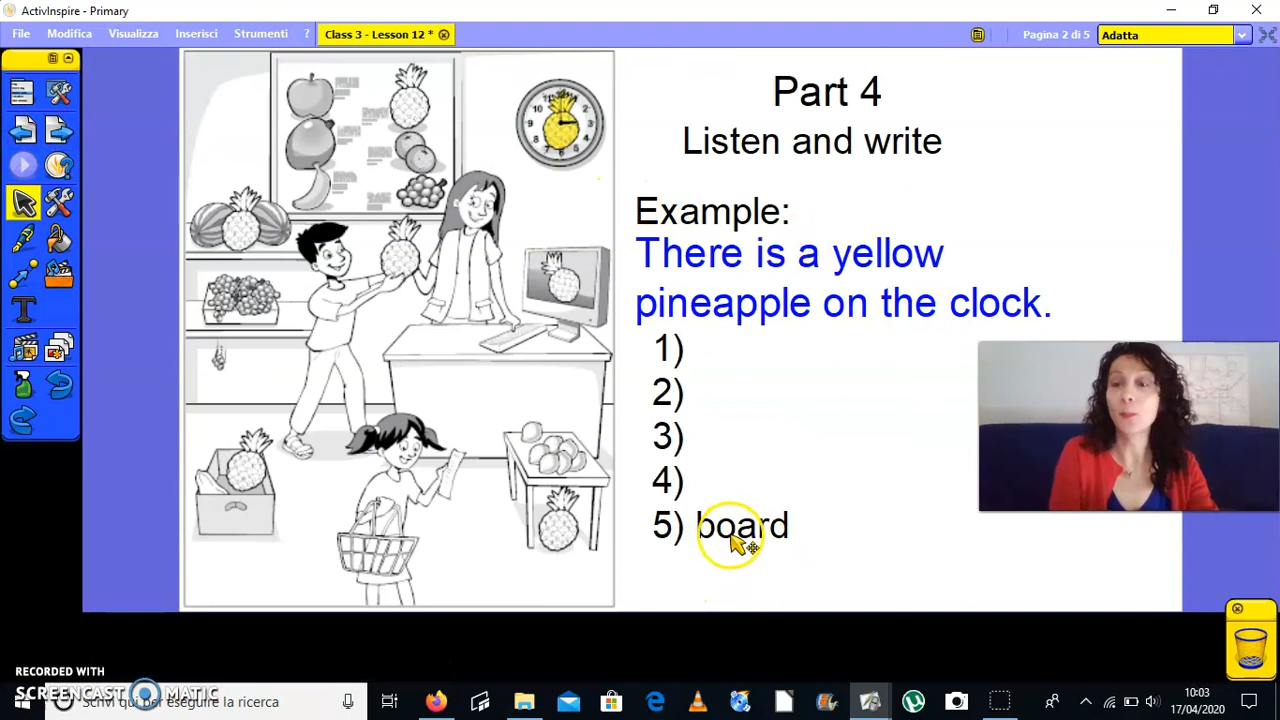 ActivInspire - Primary
File Modifica Visualizza Inserisci Strumenti ? Class 3 - Lesson 12 * Pagina 2 di 5 Adatta
Part 4
Listen and write
Example:
There is a yellow
pineapple on the clock.
1)
2)
3)
4)
5) board
RECORDED WITH
SCREENCAST MATIC
Scrivi qui per eseguire la ricerca
10:03
17/04/2020